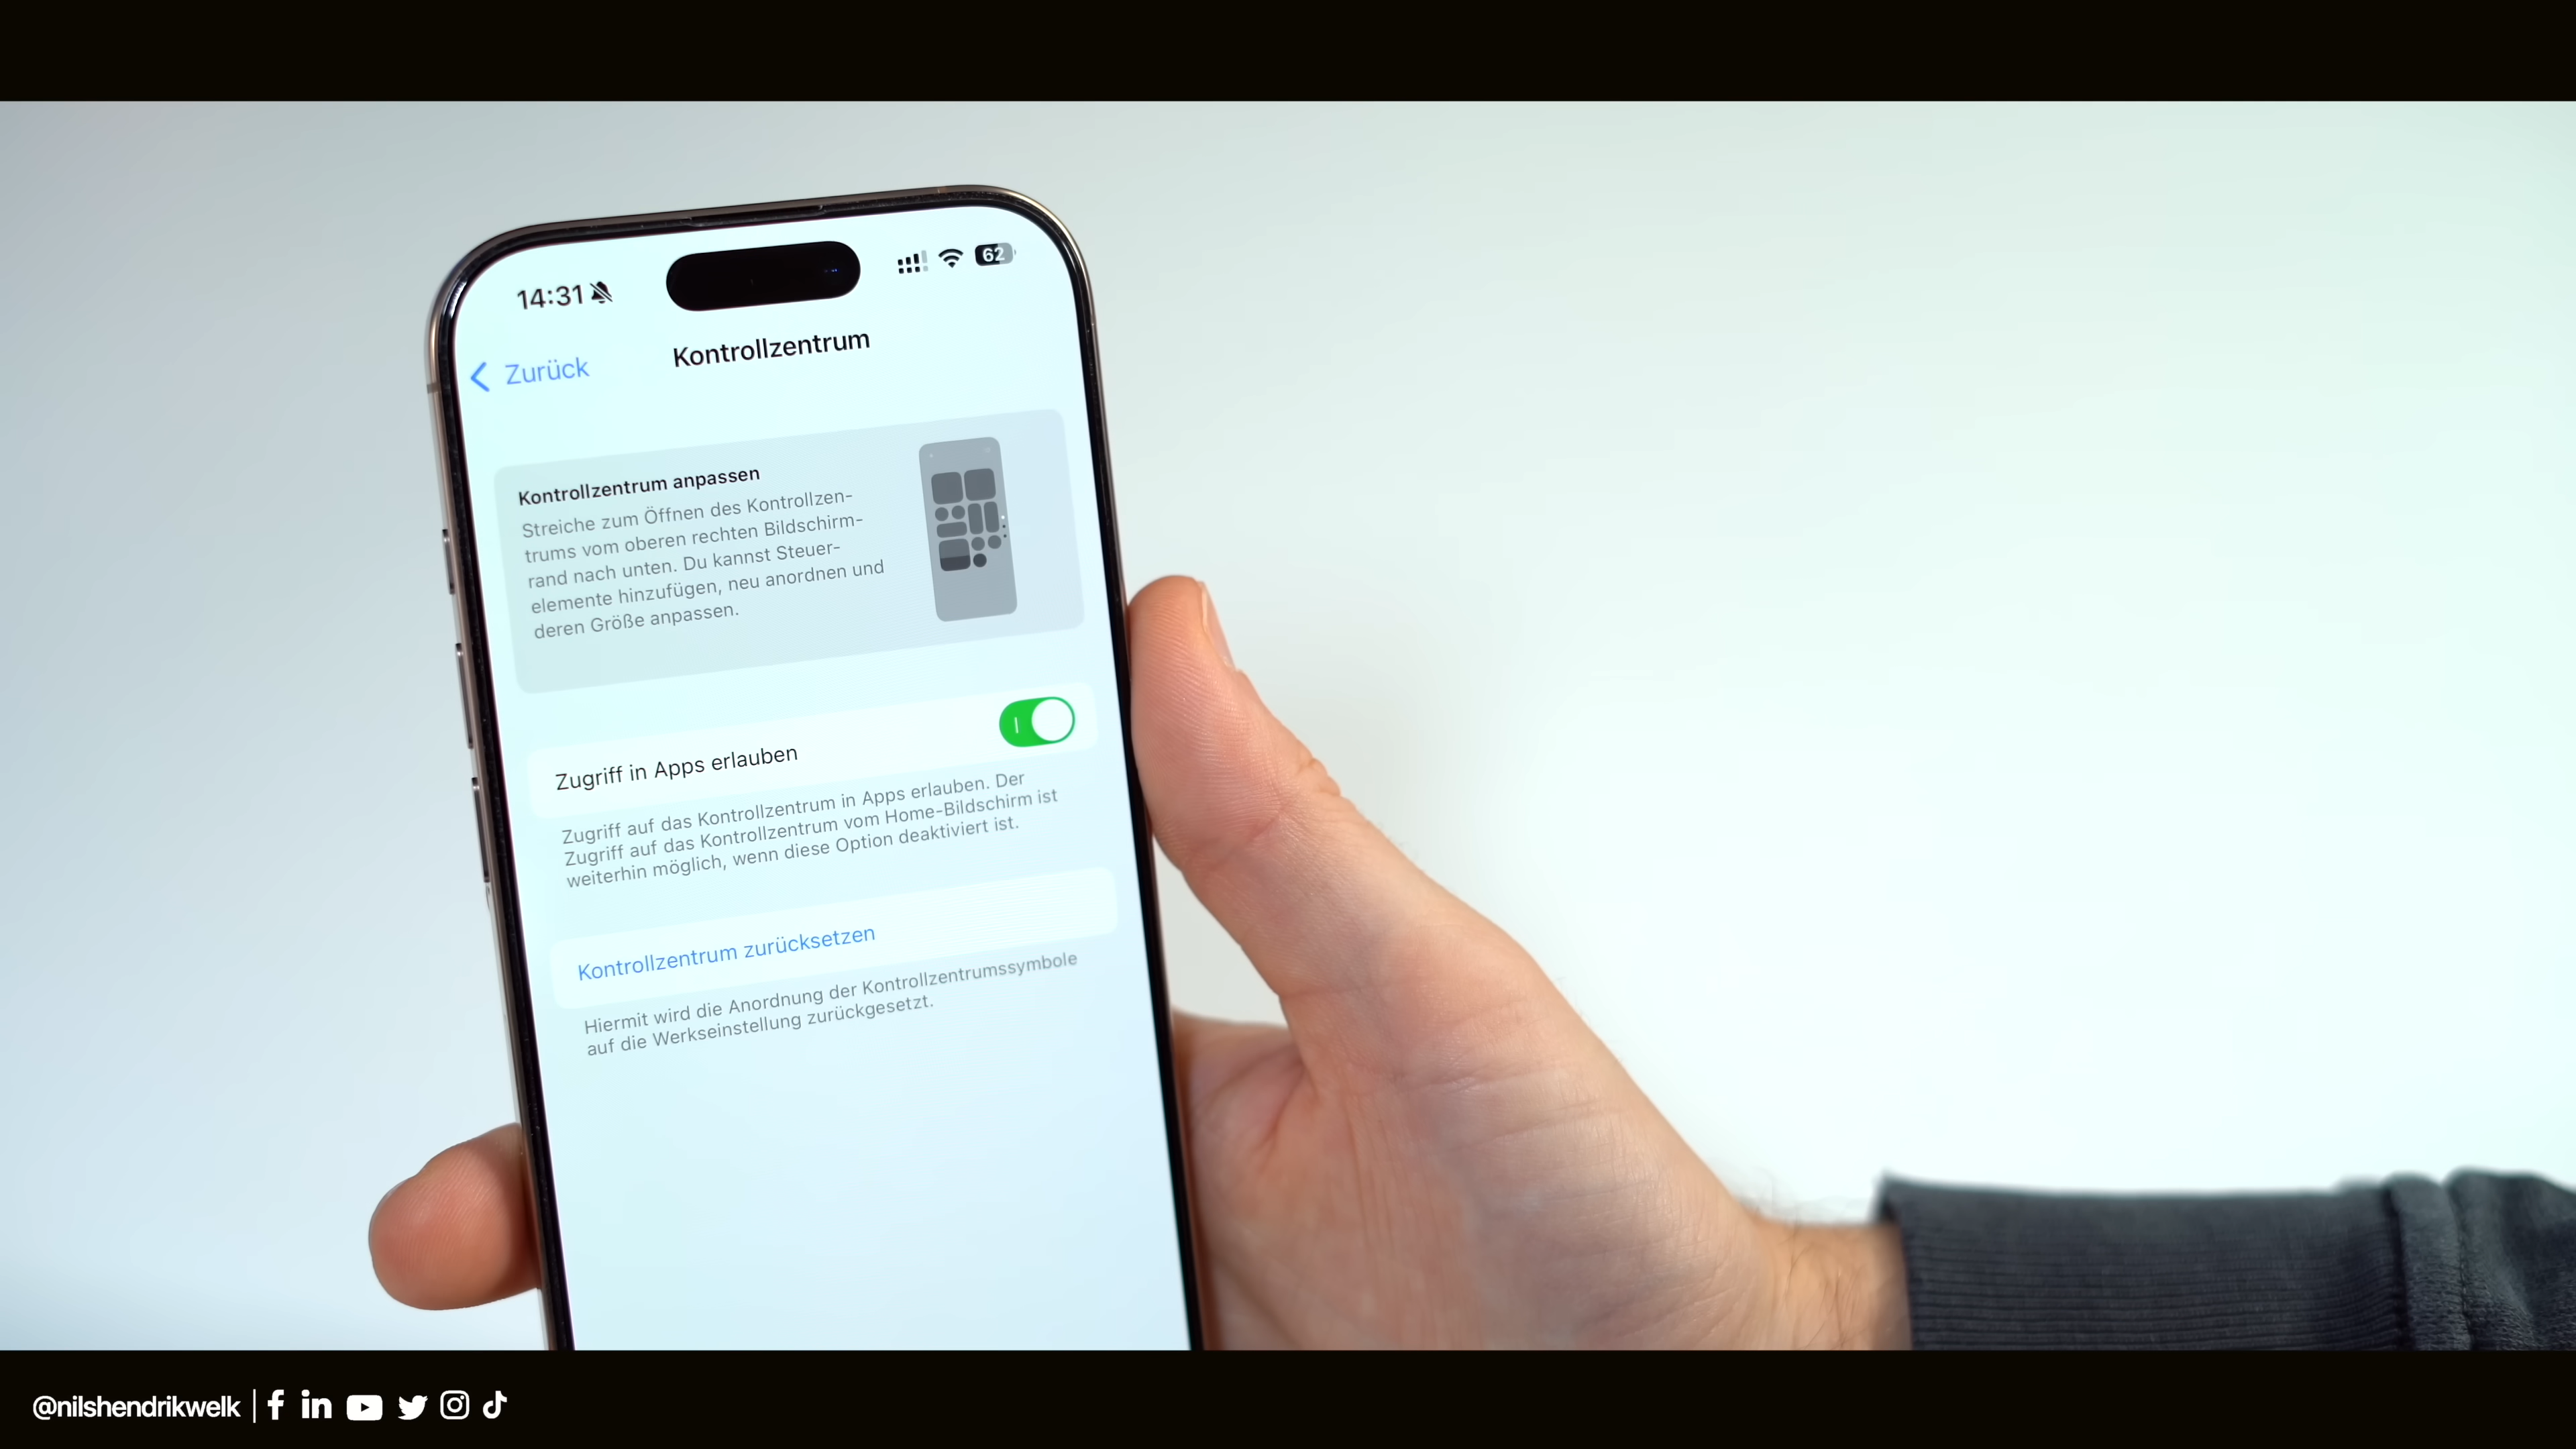 14:31
62
Zurück
Kontrollzentrum
Kontrollzentrum anpassen
Streiche zum Öffnen des Kontrollzen-
trums vom oberen rechten Bildschirm-
rand nach unten. Du kannst Steuer-
elemente hinzufügen, neu anordnen und
deren Größe anpassen.
Zugriff in Apps erlauben
Zugriff auf das Kontrollzentrum in Apps erlauben. Der
Zugriff auf das Kontrollzentrum vom Home-Bildschirm ist
weiterhin möglich, wenn diese Option deaktiviert ist.
Kontrollzentrum zurücksetzen
Hiermit wird die Anordnung der Kontrollzentrumssymbole
auf die Werkseinstellung zurückgesetzt.
@nilshendrikwelk